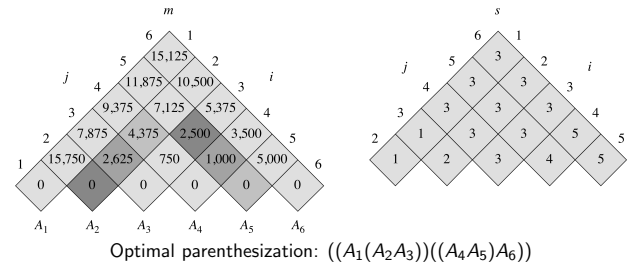 m
6 1
15,125
5 2
11,875 10,500
j 4 3 i
9,375 7,125 5,375
3 4
7,875 4,375 2,500 3,500
2 5
15,750 2,625 750 1,000 5,000
1 6
0 0 0 0 0 0
A1 A2 A3 A4 A5 A6
s
6 1
3
5 2
3 3
j 4 3 i
3 3 3
3 4
1 3 3 5
2 5
1 2 3 4 5
Optimal parenthesization: ((A1(A2A3))((A4A5)A6))